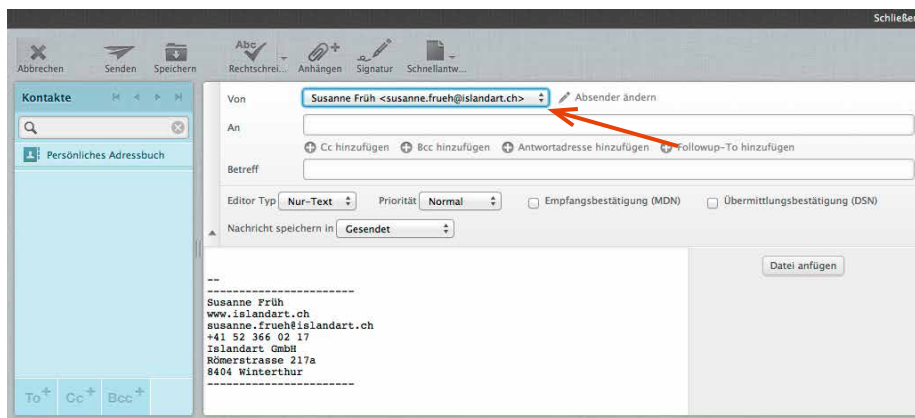 Schließen
Abbrechen Senden Speichern Rechtschrei... Anhängen Signatur Schnellantw...
Kontakte
Persönliches Adressbuch
To+ Cc+ Bcc+
Von Susanne Früh <susanne.frueh@islandart.ch> Absender ändern
An
Cc hinzufügen Bcc hinzufügen Antwortadresse hinzufügen Followup-To hinzufügen
Betreff
Editor Typ Nur-Text Priorität Normal Empfangsbestätigung (MDN) Übermittlungsbestätigung (DSN)
Nachricht speichern in Gesendet
Datei anfügen
--
-----------------------
Susanne Früh
www.islandart.ch
susanne.frueh@islandart.ch
+41 52 366 02 17
Islandart GmbH
Römerstrasse 217a
8404 Winterthur
-----------------------